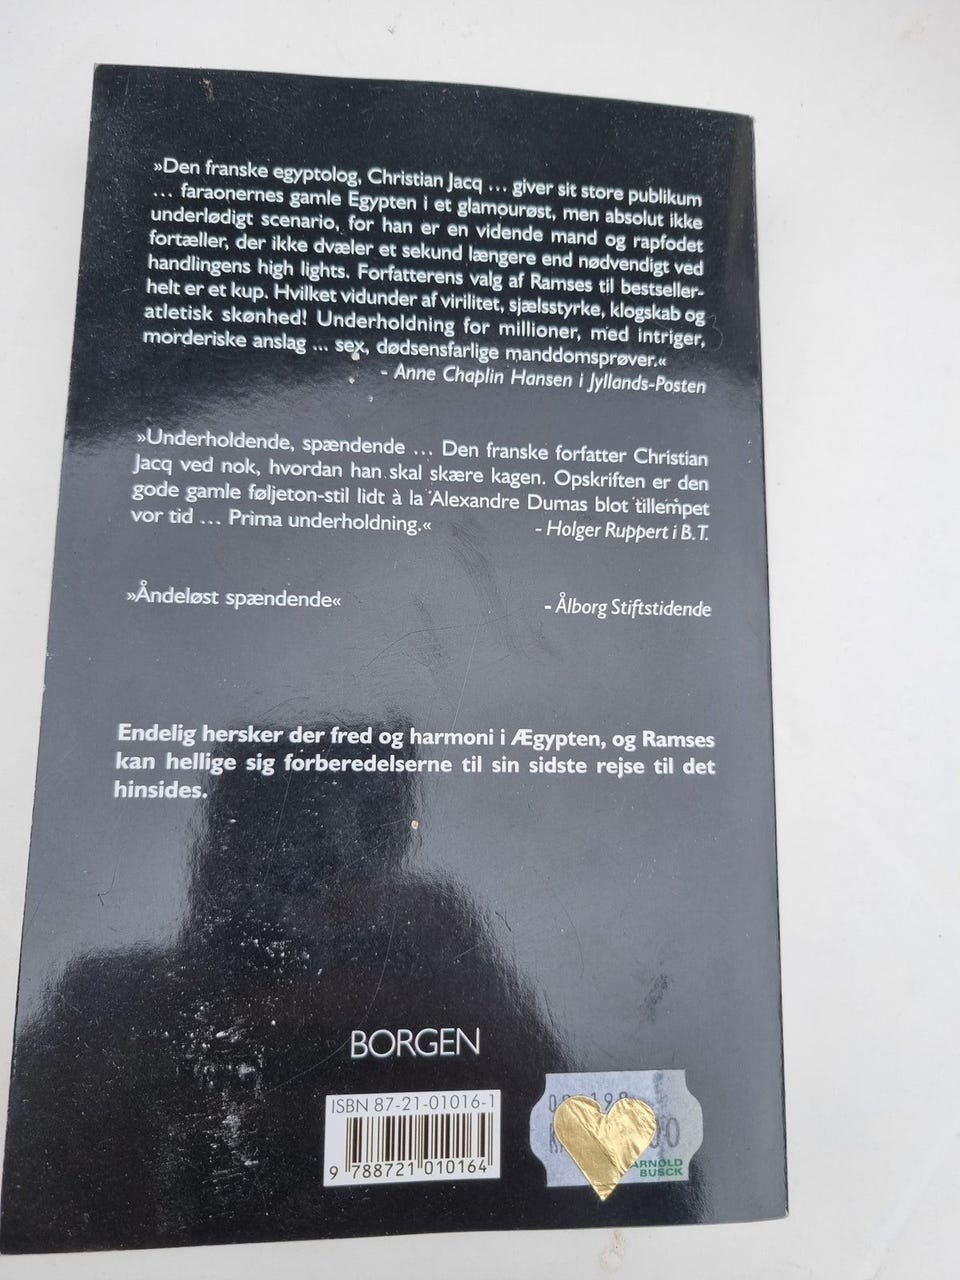 »Den franske egyptolog, Christian Jacq ... giver sit store publikum
... faraonernes gamle Egypten i et glamourøst, men absolut ikke
underlødigt scenario, for han er en vidende mand og rapfodet
fortæller, der ikke dvæler et sekund længere end nødvendigt ved
handlingens high lights. Forfatterens valg af Ramses til bestseller-
helt er et kup. Hvilket vidunder af virilitet, sjælsstyrke, klogskab og
atletisk skønhed! Underholdning for millioner, med intriger,
morderiske anslag ... sex, dødsensfarlige manddomsprøver.«
- Anne Chaplin Hansen i Jyllands-Posten
»Underholdende, spændende ... Den franske forfatter Christian
Jacq ved nok, hvordan han skal skære kagen. Opskriften er den
gode gamle føljeton-stil lidt à la Alexandre Dumas blot tillempet
vor tid ... Prima underholdning.« - Holger Ruppert i B.T.
»Åndeløst spændende« - Ålborg Stiftstidende
Endelig hersker der fred og harmoni i Ægypten, og Ramses
kan hellige sig forberedelserne til sin sidste rejse til det
hinsides.
BORGEN
ISBN 87-21-01016-1
9 788721 010164
ARNOLD
BUSCK